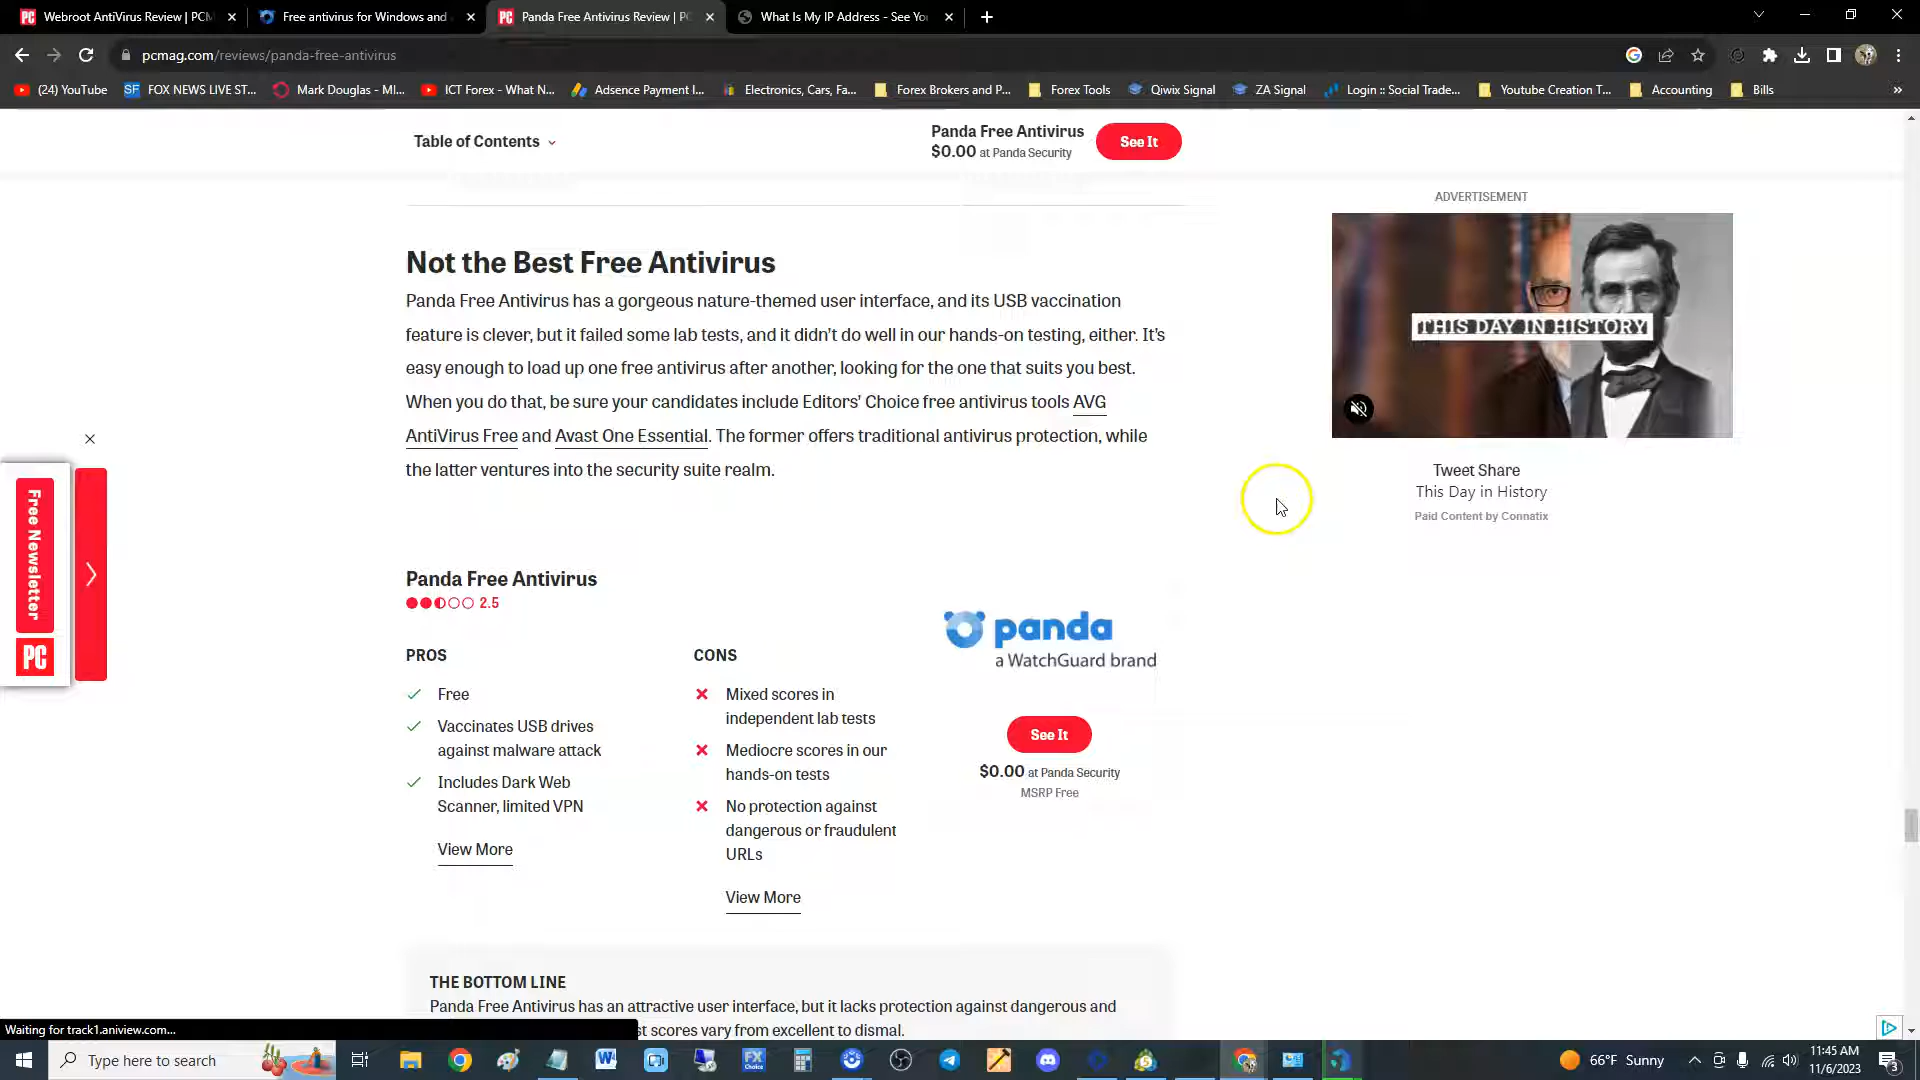 Webroot AntiVirus Review | PCM
Free antivirus for Windows and
Panda Free Antivirus Review | PC
What Is My IP Address - See Yo
pcmag.com/reviews/panda-free-antivirus
(24) YouTube
FOX NEWS LIVE ST...
Mark Douglas - MI...
ICT Forex - What N...
Adsence Payment I...
Electronics, Cars, Fa...
Forex Brokers and P...
Forex Tools
Qiwix Signal
ZA Signal
Login :: Social Trade...
Youtube Creation T...
Accounting
Bills
Table of Contents
Panda Free Antivirus
$0.00 at Panda Security
See It
ADVERTISEMENT
THIS DAY IN HISTORY
Tweet Share
This Day in History
Paid Content by Connatix
Not the Best Free Antivirus
Panda Free Antivirus has a gorgeous nature-themed user interface, and its USB vaccination
feature is clever, but it failed some lab tests, and it didn't do well in our hands-on testing, either. It's
easy enough to load up one free antivirus after another, looking for the one that suits you best.
When you do that, be sure your candidates include Editors' Choice free antivirus tools AVG
AntiVirus Free and Avast One Essential. The former offers traditional antivirus protection, while
the latter ventures into the security suite realm.
Free Newsletter
PC
Panda Free Antivirus
2.5
PROS
Free
Vaccinates USB drives
against malware attack
Includes Dark Web
Scanner, limited VPN
View More
CONS
Mixed scores in
independent lab tests
Mediocre scores in our
hands-on tests
No protection against
dangerous or fraudulent
URLs
View More
panda
a WatchGuard brand
See It
$0.00 at Panda Security
MSRP Free
THE BOTTOM LINE
Panda Free Antivirus has an attractive user interface, but it lacks protection against dangerous and
st scores vary from excellent to dismal.
Waiting for track1.aniview.com...
Type here to search
66°F Sunny
11:45 AM
11/6/2023
3